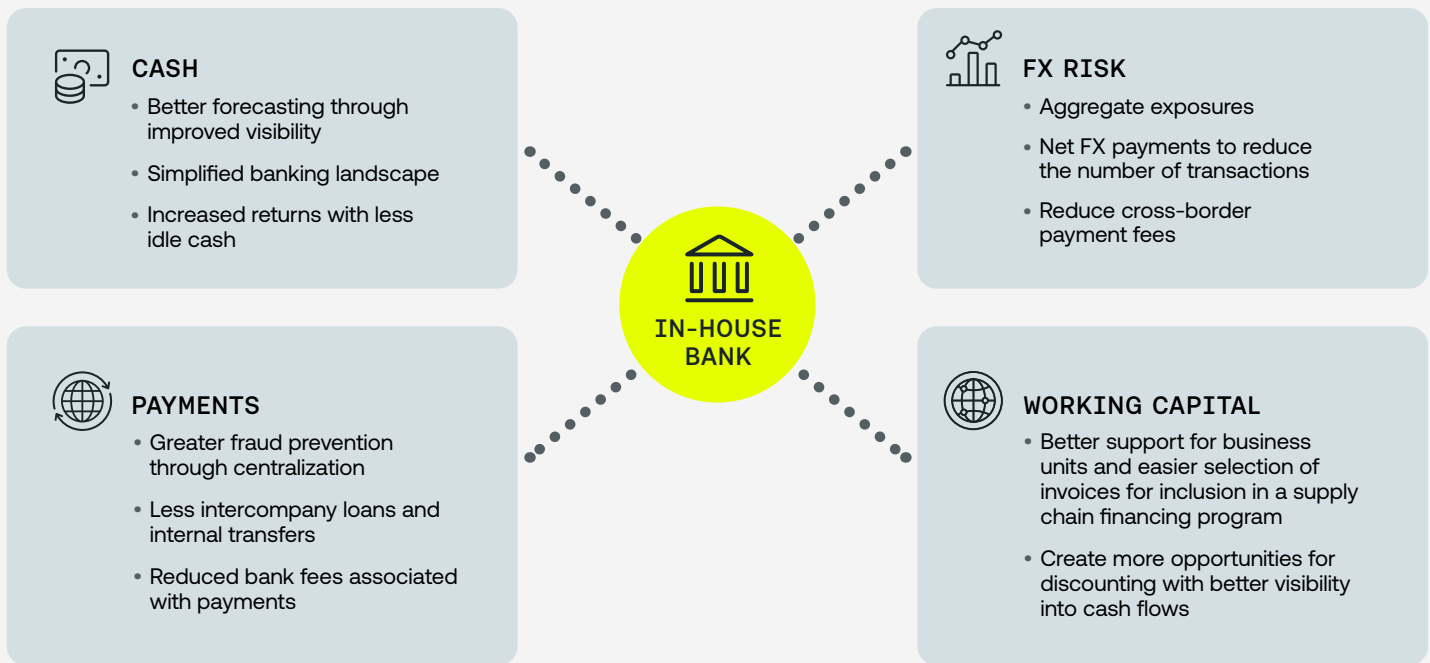 CASH
• Better forecasting through
improved visibility
• Simplified banking landscape
• Increased returns with less
idle cash
FX RISK
• Aggregate exposures
• Net FX payments to reduce
the number of transactions
• Reduce cross-border
payment fees
IN-HOUSE
BANK
PAYMENTS
• Greater fraud prevention
through centralization
• Less intercompany loans and
internal transfers
• Reduced bank fees associated
with payments
WORKING CAPITAL
• Better support for business
units and easier selection of
invoices for inclusion in a supply
chain financing program
• Create more opportunities for
discounting with better visibility
into cash flows